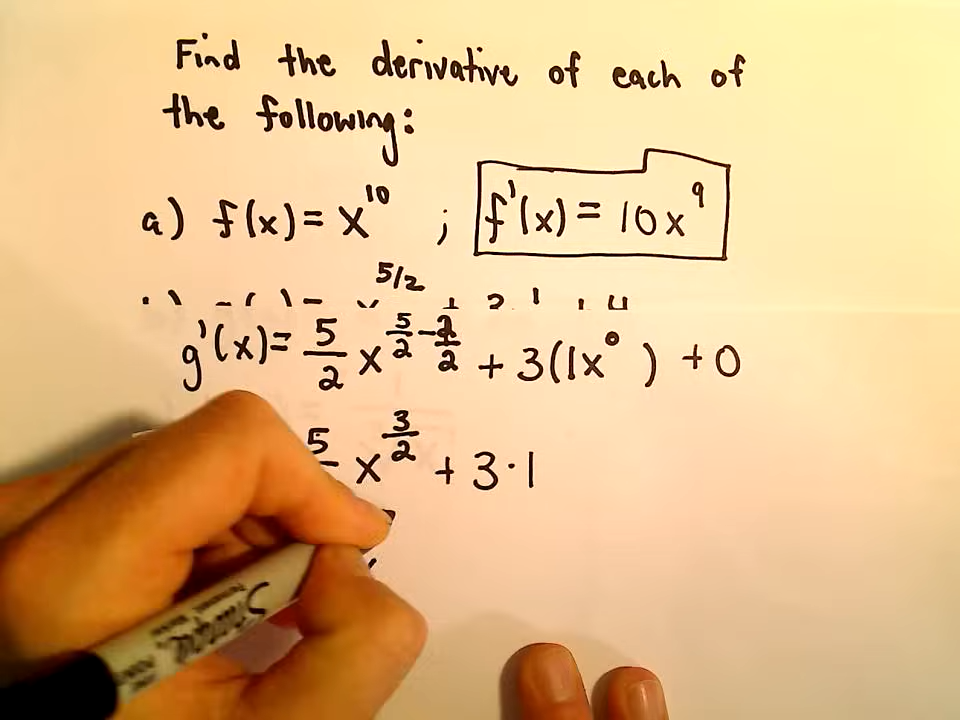 Find the derivative of each of
the following:
a) f(x) = x^10 ; f'(x) = 10x^9
5/2
g'(x) = 5/2 x^(5/2 - 2/2) + 3(1x^0) + 0
5 x^(3/2) + 3·1